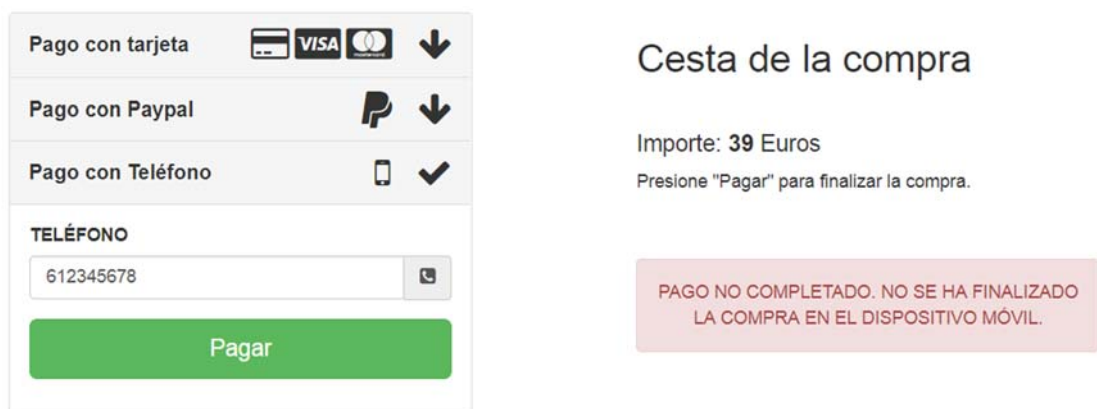 Pago con tarjeta
VISA
mastercard
Pago con Paypal
Pago con Teléfono
TELÉFONO
612345678
Pagar
Cesta de la compra
Importe: 39 Euros
Presione "Pagar" para finalizar la compra.
PAGO NO COMPLETADO. NO SE HA FINALIZADO
LA COMPRA EN EL DISPOSITIVO MÓVIL.